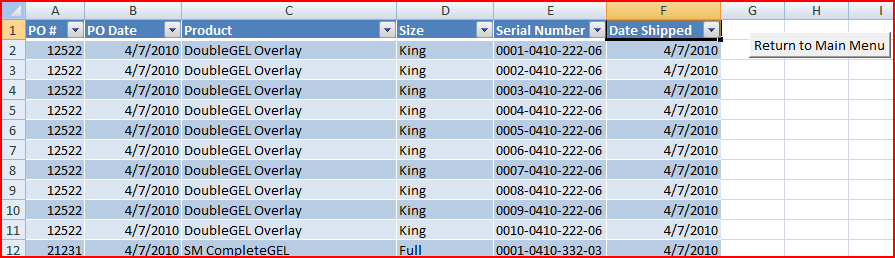 A B C D E F G H I
1 PO # PO Date Product Size Serial Number Date Shipped
Return to Main Menu
2 12522 4/7/2010 DoubleGEL Overlay King 0001-0410-222-06 4/7/2010
3 12522 4/7/2010 DoubleGEL Overlay King 0002-0410-222-06 4/7/2010
4 12522 4/7/2010 DoubleGEL Overlay King 0003-0410-222-06 4/7/2010
5 12522 4/7/2010 DoubleGEL Overlay King 0004-0410-222-06 4/7/2010
6 12522 4/7/2010 DoubleGEL Overlay King 0005-0410-222-06 4/7/2010
7 12522 4/7/2010 DoubleGEL Overlay King 0006-0410-222-06 4/7/2010
8 12522 4/7/2010 DoubleGEL Overlay King 0007-0410-222-06 4/7/2010
9 12522 4/7/2010 DoubleGEL Overlay King 0008-0410-222-06 4/7/2010
10 12522 4/7/2010 DoubleGEL Overlay King 0009-0410-222-06 4/7/2010
11 12522 4/7/2010 DoubleGEL Overlay King 0010-0410-222-06 4/7/2010
12 21231 4/7/2010 SM CompleteGEL Full 0001-0410-332-03 4/7/2010